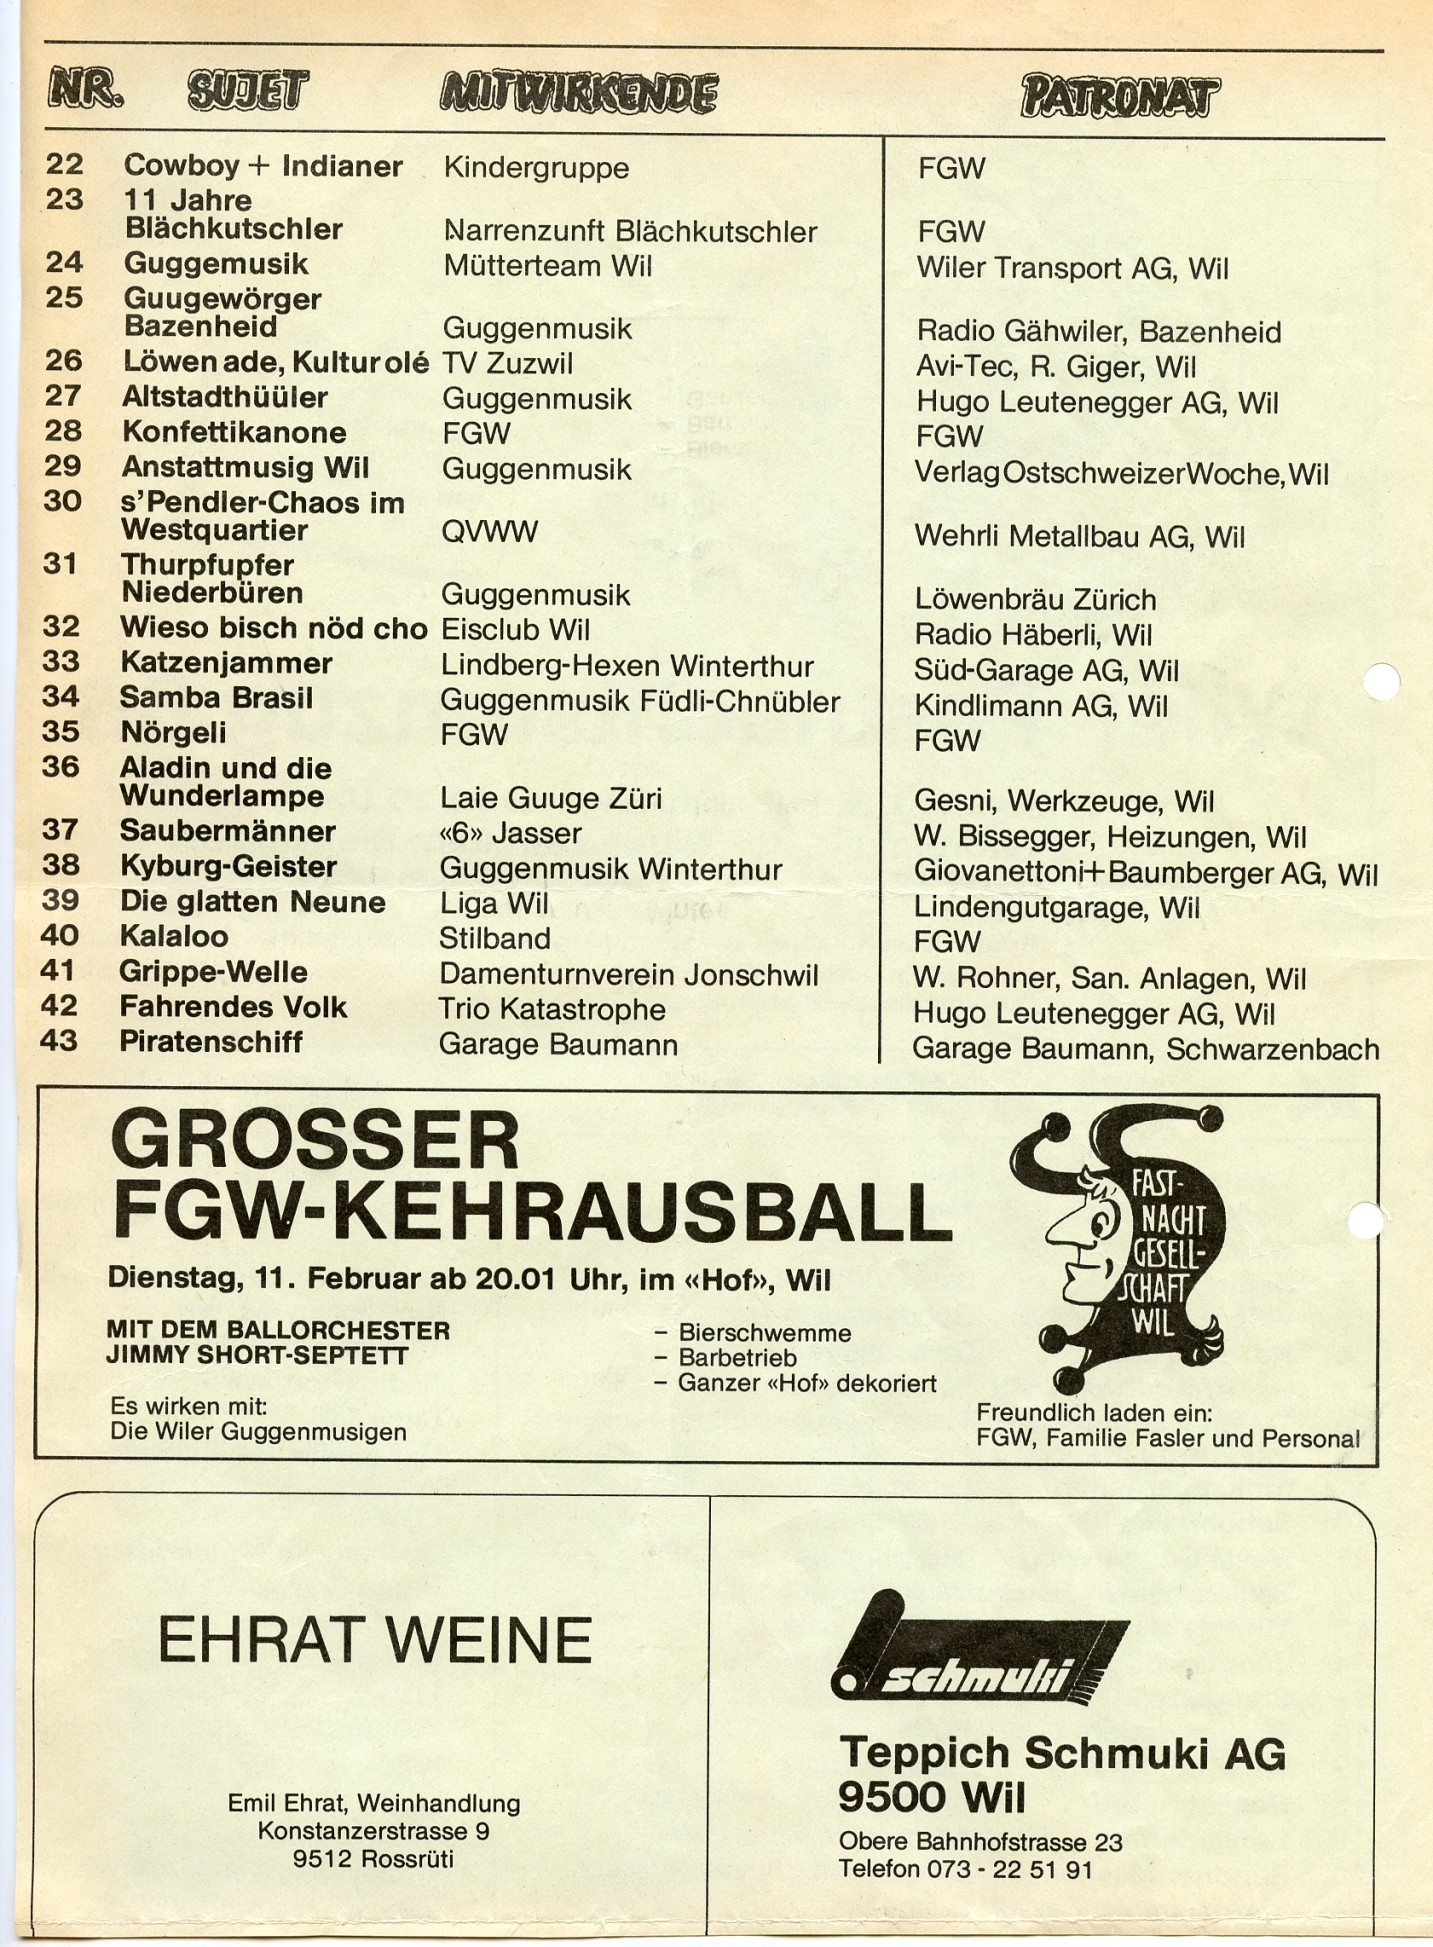 NR. SUJET MITWIRKENDE PATRONAT
22 Cowboy + Indianer Kindergruppe FGW
23 11 Jahre
Blächkutschler Narrenzunft Blächkutschler FGW
24 Guggemusik Mütterteam Wil Wiler Transport AG, Wil
25 Guugewörger
Bazenheid Guggenmusik Radio Gähwiler, Bazenheid
26 Löwen ade, Kultur olé TV Zuzwil Avi-Tec, R. Giger, Wil
27 Altstadthüüler Guggenmusik Hugo Leutenegger AG, Wil
28 Konfettikanone FGW FGW
29 Anstattmusig Wil Guggenmusik Verlag Ostschweizer Woche, Wil
30 s'Pendler-Chaos im
Westquartier QVWW Wehrli Metallbau AG, Wil
31 Thurpfupfer
Niederbüren Guggenmusik Löwenbräu Zürich
32 Wieso bisch nöd cho Eisclub Wil Radio Häberli, Wil
33 Katzenjammer Lindberg-Hexen Winterthur Süd-Garage AG, Wil
34 Samba Brasil Guggenmusik Füdli-Chnübler Kindlimann AG, Wil
35 Nörgeli FGW FGW
36 Aladin und die
Wunderlampe Laie Guuge Züri Gesni, Werkzeuge, Wil
37 Saubermänner «6» Jasser W. Bissegger, Heizungen, Wil
38 Kyburg-Geister Guggenmusik Winterthur Giovanettoni+Baumberger AG, Wil
39 Die glatten Neune Liga Wil Lindengutgarage, Wil
40 Kalaloo Stilband FGW
41 Grippe-Welle Damenturnverein Jonschwil W. Rohner, San. Anlagen, Wil
42 Fahrendes Volk Trio Katastrophe Hugo Leutenegger AG, Wil
43 Piratenschiff Garage Baumann Garage Baumann, Schwarzenbach
GROSSER
FGW-KEHRAUSBALL
Dienstag, 11. Februar ab 20.01 Uhr, im «Hof», Wil
MIT DEM BALLORCHESTER
JIMMY SHORT-SEPTETT
Es wirken mit:
Die Wiler Guggenmusigen
– Bierschwemme
– Barbetrieb
– Ganzer «Hof» dekoriert
FAST-
NACHT
GESELL-
SCHAFT
WIL
Freundlich laden ein:
FGW, Familie Fasler und Personal
EHRAT WEINE
Emil Ehrat, Weinhandlung
Konstanzerstrasse 9
9512 Rossrüti
schmuki
Teppich Schmuki AG
9500 Wil
Obere Bahnhofstrasse 23
Telefon 073 - 22 51 91